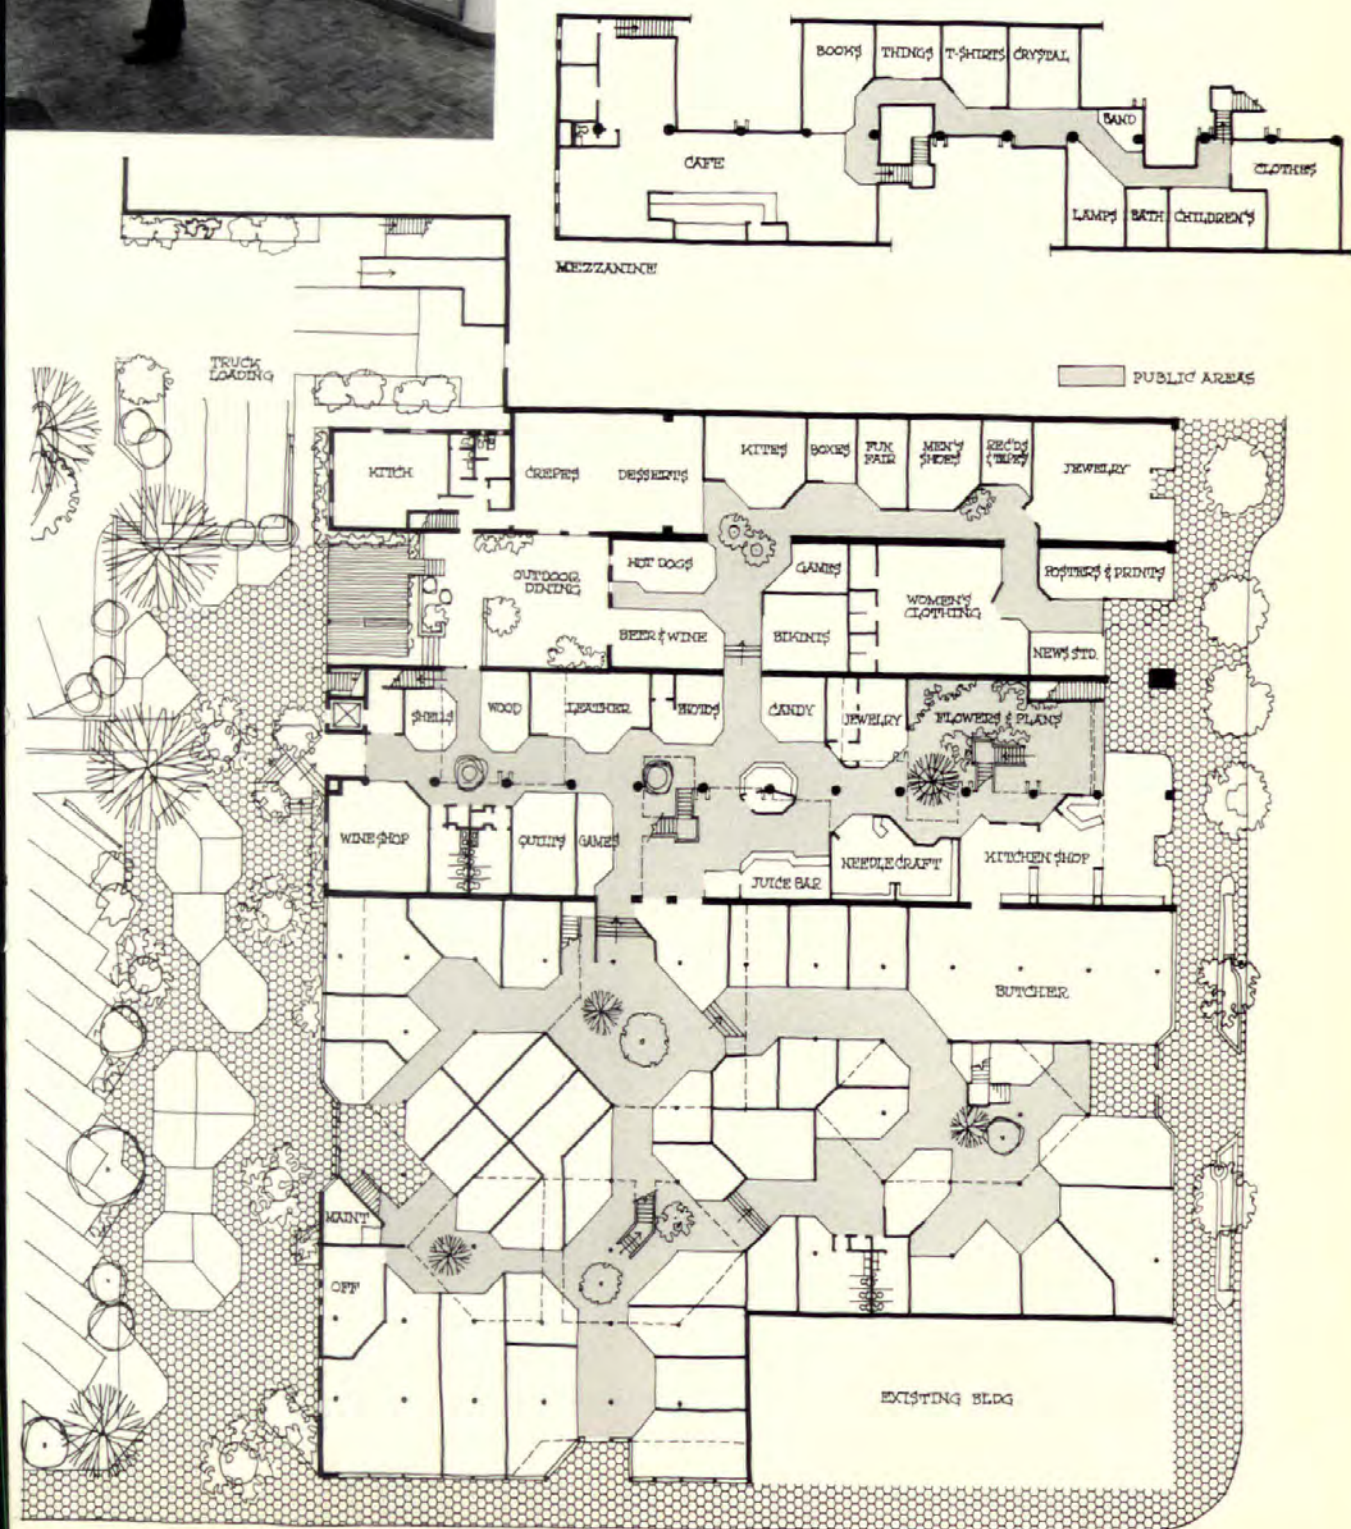 BOOKS
THINGS
T-SHIRTS
CRYSTAL
BAND
CAFE
CLOTHES
LAMPS
BATH
CHILDREN'S
MEZZANINE
TRUCK
LOADING
PUBLIC AREAS
KITCH
CREPES
DESSERTS
KITES
BOXES
FUN
FAIR
MEN'S
SHOES
REC'DS
& TAPES
JEWELRY
OUTDOOR
DINING
HOT DOGS
GAMES
POSTERS & PRINTS
WOMEN'S
CLOTHING
BEER & WINE
BIKINIS
NEWS STD.
SHELLS
WOOD
LEATHER
CANDY
JEWELRY
FLOWERS & PLANS
WINE SHOP
QUILTS
GAMES
JUICE BAR
NEEDLECRAFT
KITCHEN SHOP
BUTCHER
MAINT
OFF
EXISTING BLDG